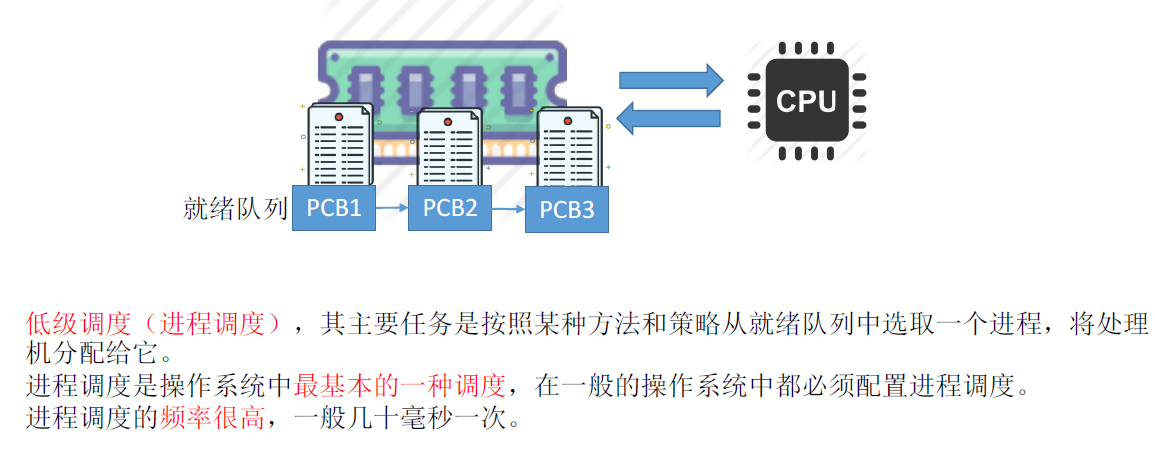 CPU
就绪队列 PCB1 PCB2 PCB3
低级调度（进程调度），其主要任务是按照某种方法和策略从就绪队列中选取一个进程，将处理
机分配给它。
进程调度是操作系统中最基本的一种调度，在一般的操作系统中都必须配置进程调度。
进程调度的频率很高，一般几十毫秒一次。